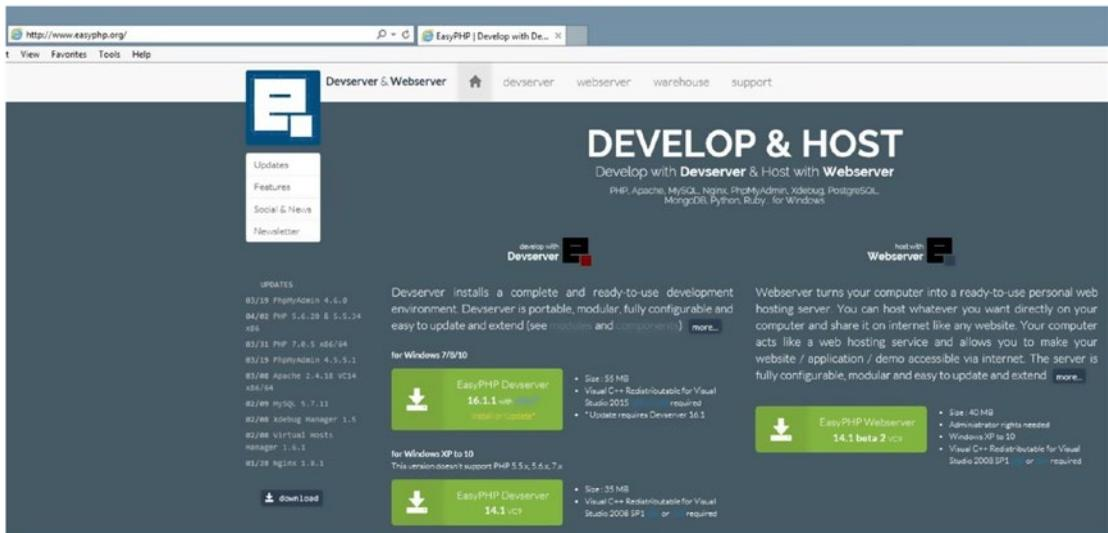 http://www.easyphp.org/
EasyPHP | Develop with De...
View Favorites Tools Help
Devserver & Webserver
devserver webserver warehouse support
Updates
Features
Social & News
Newsletter
DEVELOP & HOST
Develop with Devserver & Host with Webserver
PHP, Apache, MySQL, Nginx, PhpMyAdmin, Xdebug, PostgreSQL,
MongoDB, Python, Ruby.. for Windows
UPDATES
03/19 PhpMyAdmin 4.6.0
04/02 PHP 5.6.20 & 5.5.34
x86
03/31 PHP 7.0.5 x86/64
03/19 PhpMyAdmin 4.5.5.1
03/08 Apache 2.4.18 VC14
x86/64
02/09 MySQL 5.7.11
02/08 Xdebug Manager 1.5
02/08 Virtual Hosts
Manager 1.6.1
01/28 Nginx 1.8.1
download
develop with
Devserver
Devserver installs a complete and ready-to-use development
environment. Devserver is portable, modular, fully configurable and
easy to update and extend (see modules and components) more...
for Windows 7/8/10
EasyPHP Devserver
16.1.1 with
Install or Update*
Size : 55 MB
Visual C++ Redistributable for Visual
Studio 2015 required
* Update requires Devserver 16.1
for Windows XP to 10
This version doesn't support PHP 5.5.x, 5.6.x, 7.x
EasyPHP Devserver
14.1 VC9
Size : 35 MB
Visual C++ Redistributable for Visual
Studio 2008 SP1 or required
host with
Webserver
Webserver turns your computer into a ready-to-use personal web
hosting server. You can host whatever you want directly on your
computer and share it on internet like any website. Your computer
acts like a web hosting service and allows you to make your
website / application / demo accessible via internet. The server is
fully configurable, modular and easy to update and extend more...
EasyPHP Webserver
14.1 beta 2 VC9
Size : 40 MB
Administrator rights needed
Windows XP to 10
Visual C++ Redistributable for Visual
Studio 2008 SP1 or required